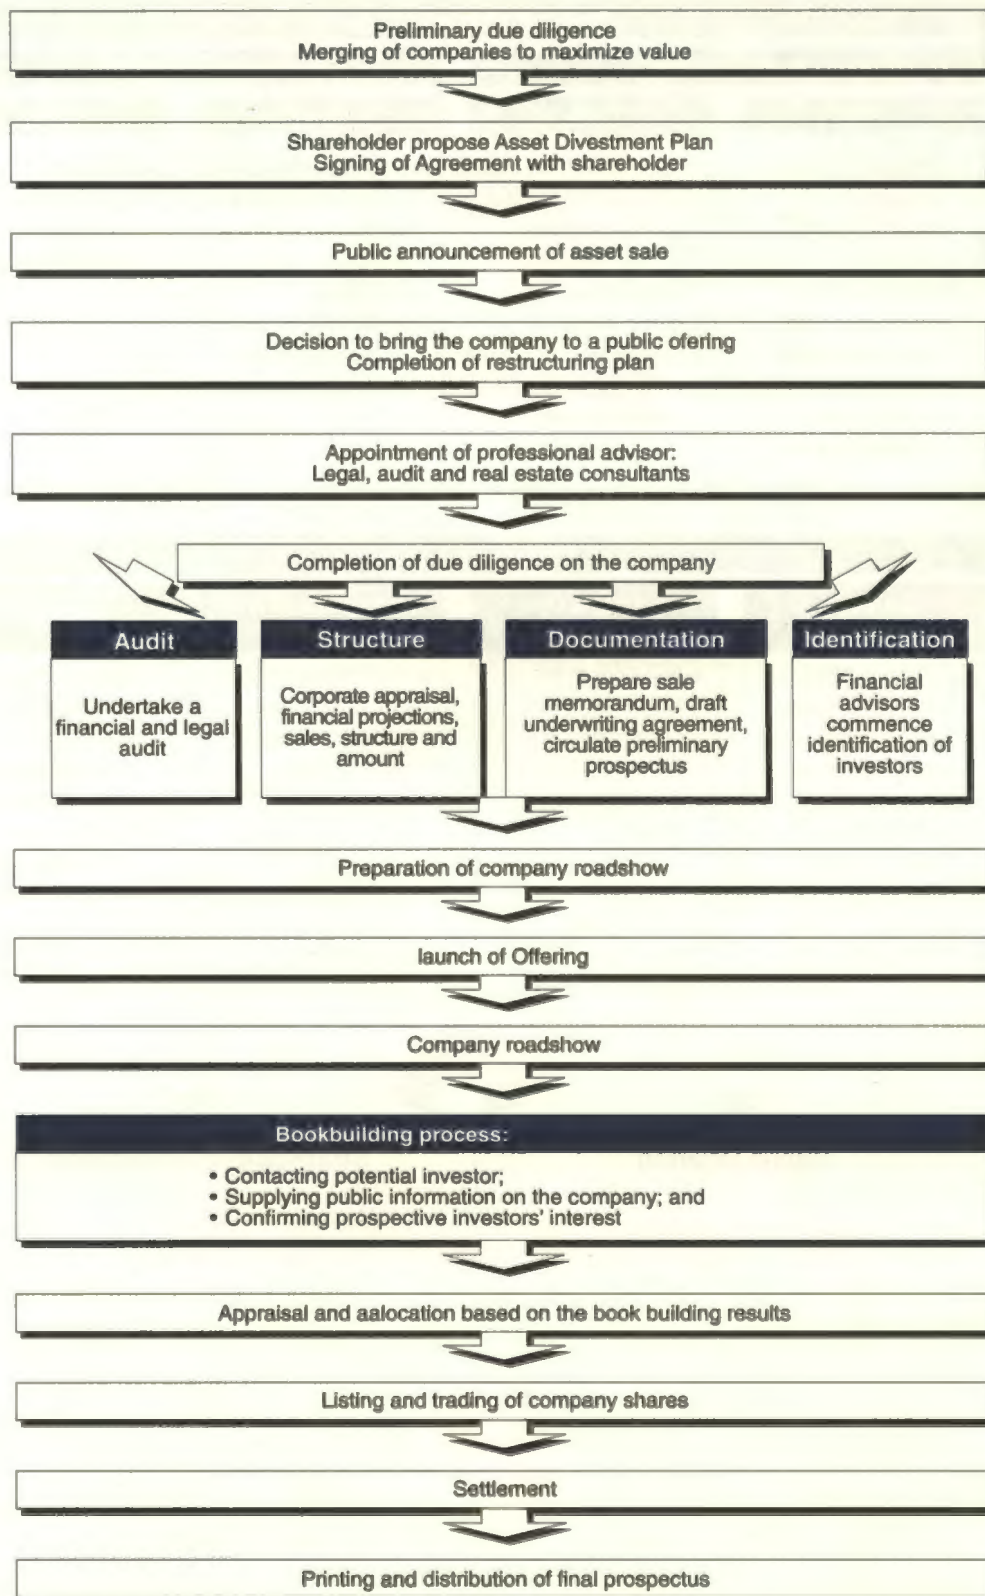 Preliminary due diligence
Merging of companies to maximize value
Shareholder propose Asset Divestment Plan
Signing of Agreement with shareholder
Public announcement of asset sale
Decision to bring the company to a public ofering
Completion of restructuring plan
Appointment of professional advisor:
Legal, audit and real estate consultants
Completion of due diligence on the company
Audit
Undertake a
financial and legal
audit
Structure
Corporate appraisal,
financial projections,
sales, structure and
amount
Documentation
Prepare sale
memorandum, draft
underwriting agreement,
circulate preliminary
prospectus
Identification
Financial
advisors
commence
identification of
investors
Preparation of company roadshow
launch of Offering
Company roadshow
Bookbuilding process:
• Contacting potential investor;
• Supplying public information on the company; and
• Confirming prospective investors' interest
Appraisal and aalocation based on the book building results
Listing and trading of company shares
Settlement
Printing and distribution of final prospectus